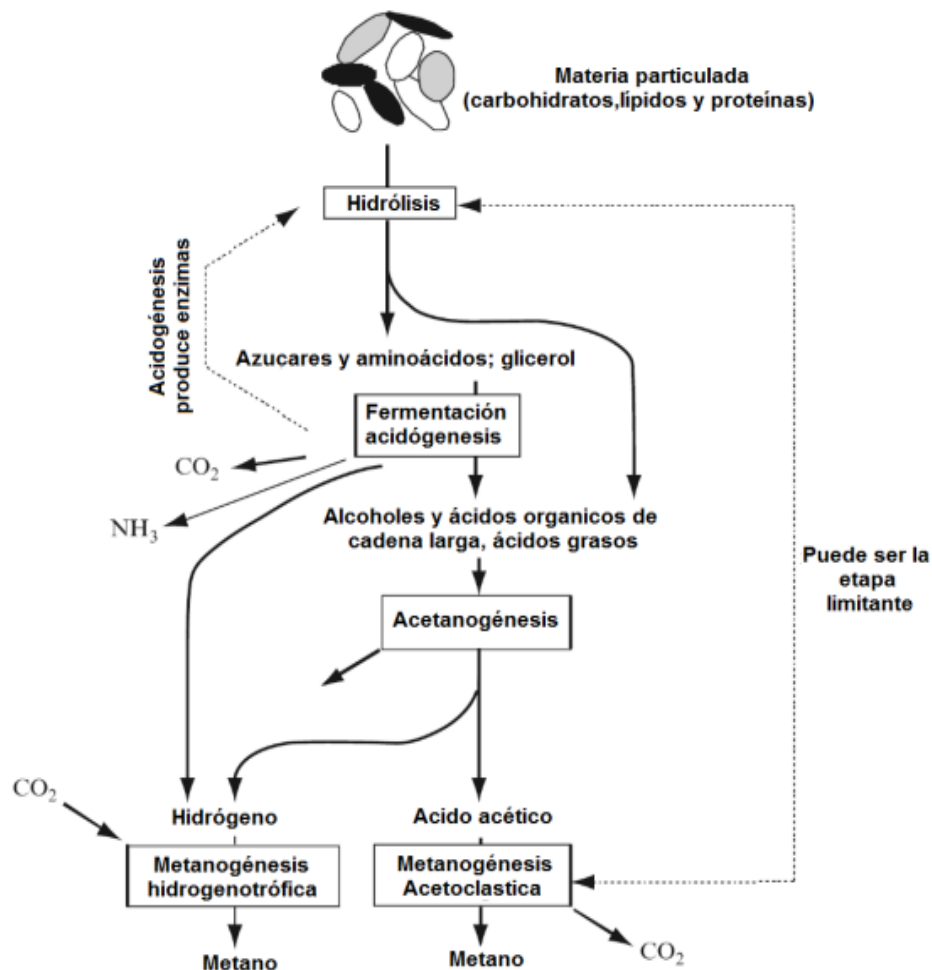 Materia particulada
(carbohidratos,lípidos y proteínas)
Hidrólisis
Acidogénesis
produce enzimas
Azucares y aminoácidos; glicerol
Fermentación
acidógenesis
CO₂
NH₃
Alcoholes y ácidos organicos de
cadena larga, ácidos grasos
Puede ser la
etapa
limitante
Acetanogénesis
CO₂
Hidrógeno
Acido acético
Metanogénesis
hidrogenotrófica
Metanogénesis
Acetoclastica
Metano
Metano
CO₂